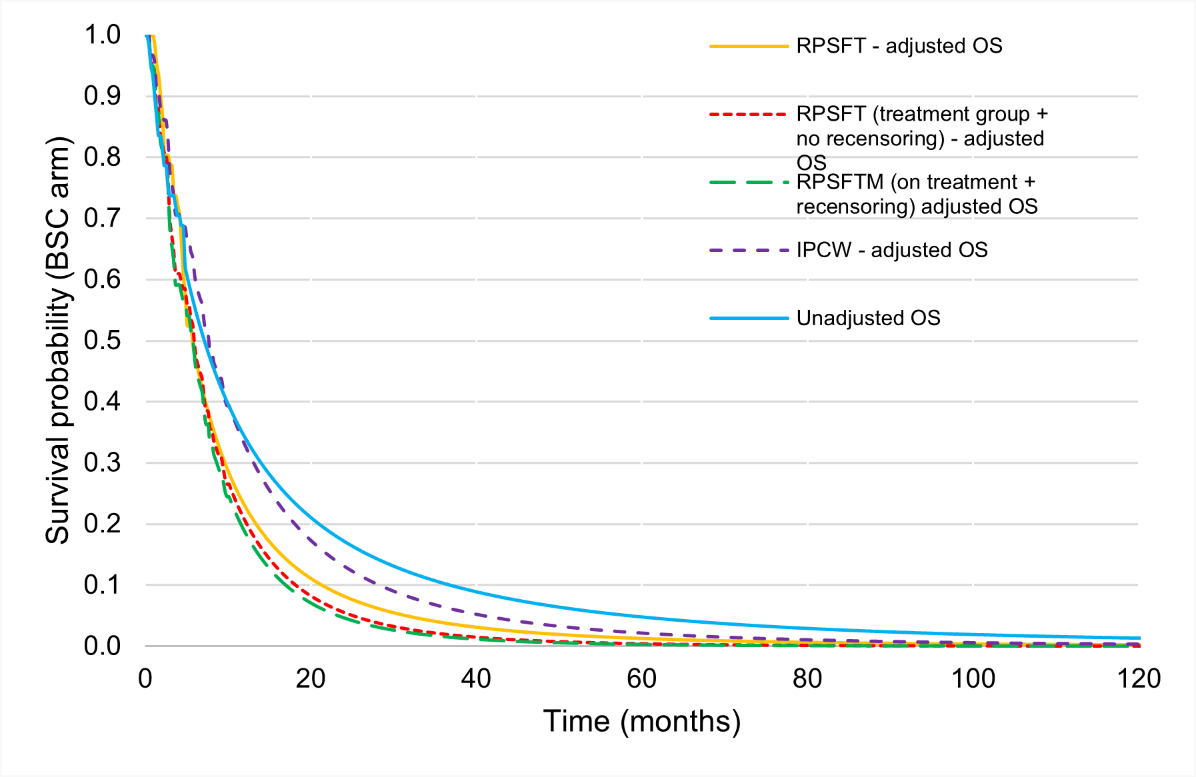 Survival probability (BSC arm)
1.0
0.9
0.8
0.7
0.6
0.5
0.4
0.3
0.2
0.1
0.0
0
20
40
60
80
100
120
Time (months)
RPSFT - adjusted OS
RPSFT (treatment group +
no recensoring) - adjusted
OS
RPSFTM (on treatment +
recensoring) adjusted OS
IPCW - adjusted OS
Unadjusted OS